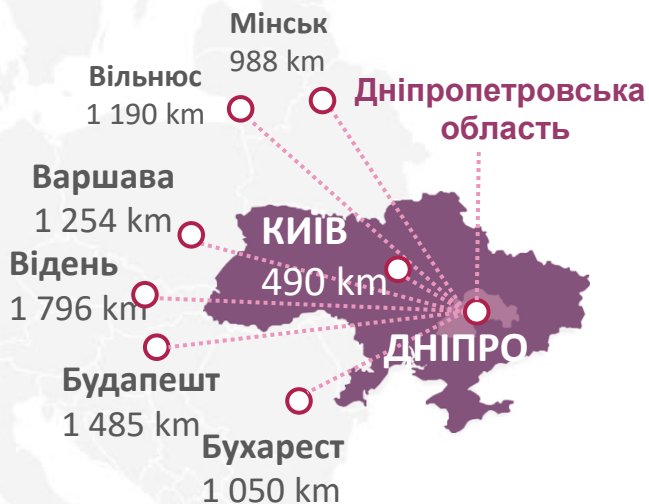 Мінськ
988 km
Вільнюс
1 190 km
Дніпропетровська
область
Варшава
1 254 km
КИЇВ
490 km
Відень
1 796 km
ДНІПРО
Будапешт
1 485 km
Бухарест
1 050 km